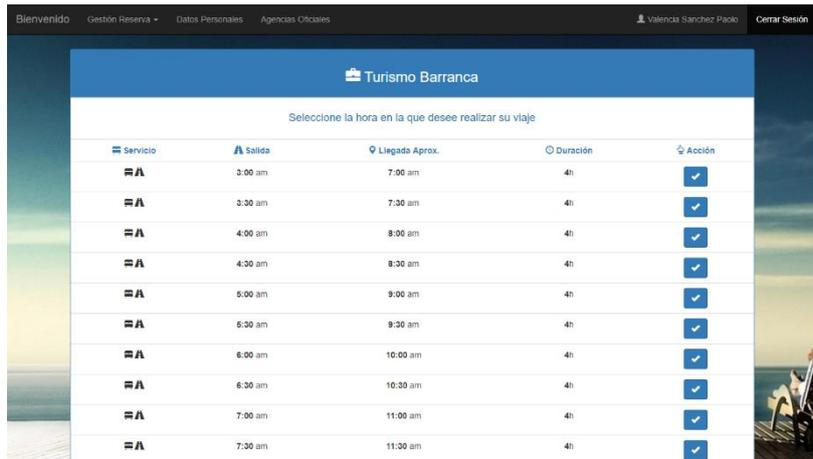 Bienvenido Gestión Reserva Datos Personales Agencias Oficiales Valencia Sanchez Paolo Cerrar Sesión
Turismo Barranca
Seleccione la hora en la que desee realizar su viaje
Servicio Salida Llegada Aprox. Duración Acción
3:00 am 7:00 am 4h
3:30 am 7:30 am 4h
4:00 am 8:00 am 4h
4:30 am 8:30 am 4h
5:00 am 9:00 am 4h
5:30 am 9:30 am 4h
6:00 am 10:00 am 4h
6:30 am 10:30 am 4h
7:00 am 11:00 am 4h
7:30 am 11:30 am 4h